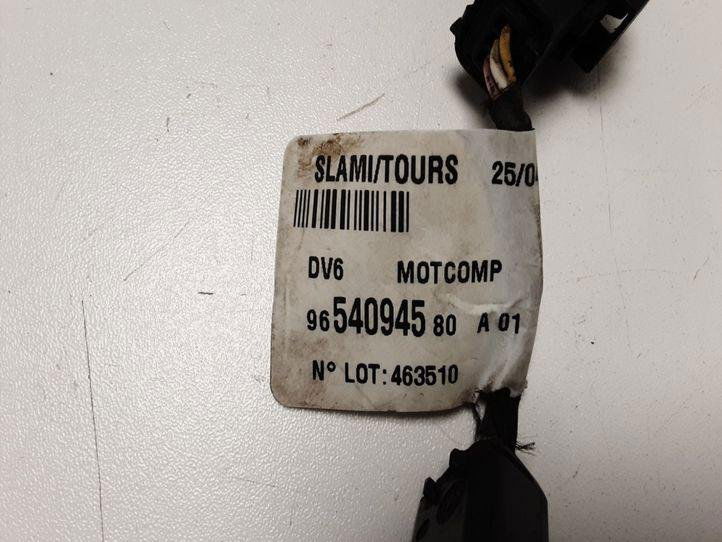 SLAMI/TOURS 25/0
DV6 MOTCOMP
96 540945 80 A 01
N° LOT: 463510